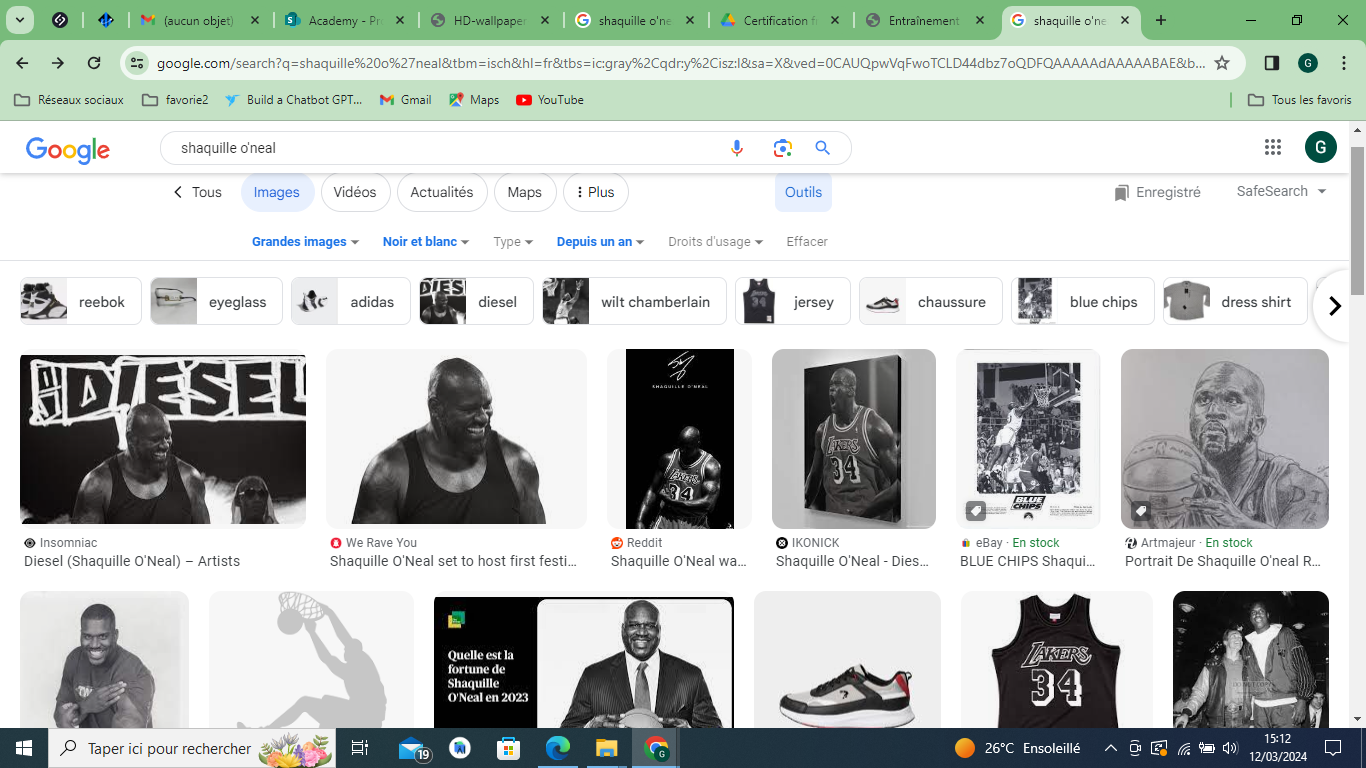 (aucun objet)
Academy - Pr
HD-wallpaper
shaquille o'ne
Certification fr
Entraînement
shaquille o'ne
google.com/search?q=shaquille%20o%27neal&tbm=isch&hl=fr&tbs=ic:gray%2Cqdr:y%2Cisz:l&sa=X&ved=0CAUQpwVqFwoTCLD44dbz7oQDFQAAAAAdAAAAABAE&b...
Réseaux sociaux
favorie2
Build a Chatbot GPT...
Gmail
Maps
YouTube
Tous les favoris
Google
shaquille o'neal
G
Tous
Images
Vidéos
Actualités
Maps
Plus
Outils
Enregistré
SafeSearch
Grandes images
Noir et blanc
Type
Depuis un an
Droits d'usage
Effacer
reebok
eyeglass
adidas
diesel
wilt chamberlain
jersey
chaussure
blue chips
dress shirt
DIESEL
SHAQUILLE O'NEAL
LAKERS
34
LAKERS
34
BLUE
CHIPS
Insomniac
Diesel (Shaquille O'Neal) – Artists
We Rave You
Shaquille O'Neal set to host first festi...
Reddit
Shaquille O'Neal wa...
IKONICK
Shaquille O'Neal - Dies...
eBay · En stock
BLUE CHIPS Shaqui...
Artmajeur · En stock
Portrait De Shaquille O'neal R...
Quelle est la
fortune de
Shaquille
O'Neal en 2023
LAKERS
34
Taper ici pour rechercher
19
26°C Ensoleillé
15:12
12/03/2024